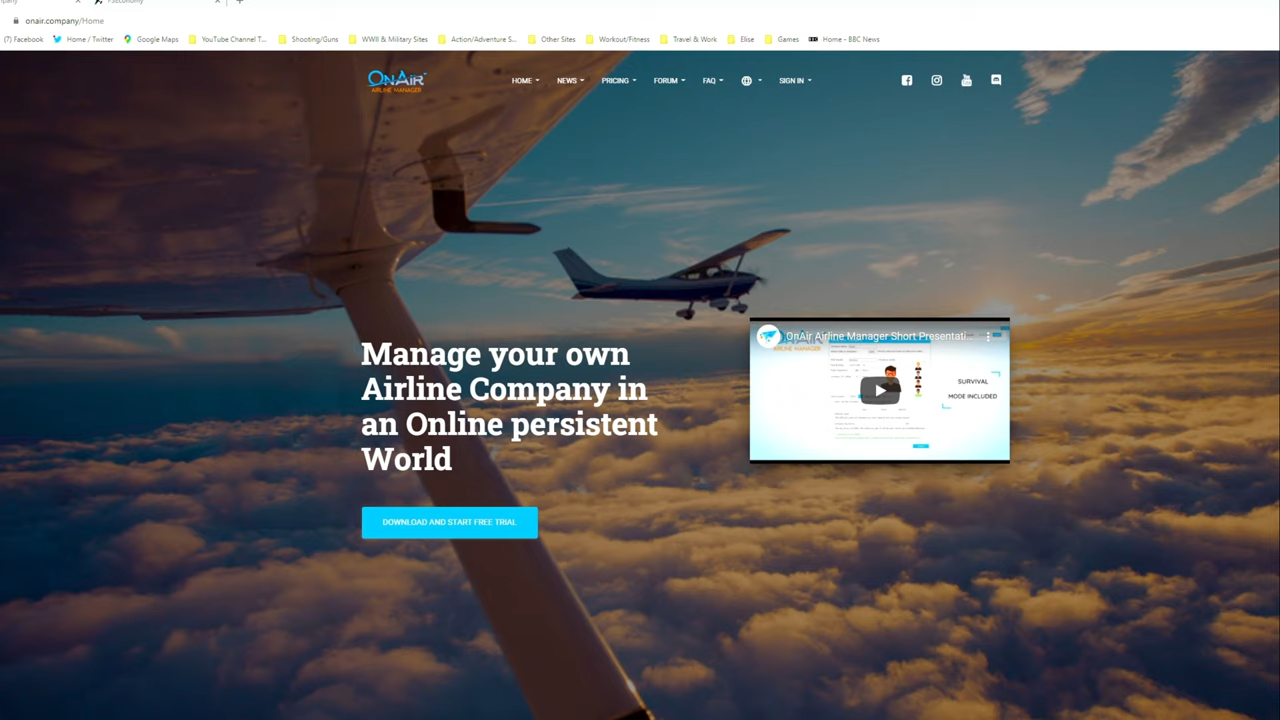 onair.company/Home
(7) Facebook Home / Twitter Google Maps YouTube Channel T... Shooting/Guns WWII & Military Sites Action/Adventure S... Other Sites Workout/Fitness Travel & Work Elise Games Home - BBC News
ONAIR
AIRLINE MANAGER
HOME NEWS PRICING FORUM FAQ SIGN IN
Manage your own
Airline Company in
an Online persistent
World
DOWNLOAD AND START FREE TRIAL
OnAir Airline Manager Short Presentati
AIRLINE MANAGER
SURVIVAL
MODE INCLUDED